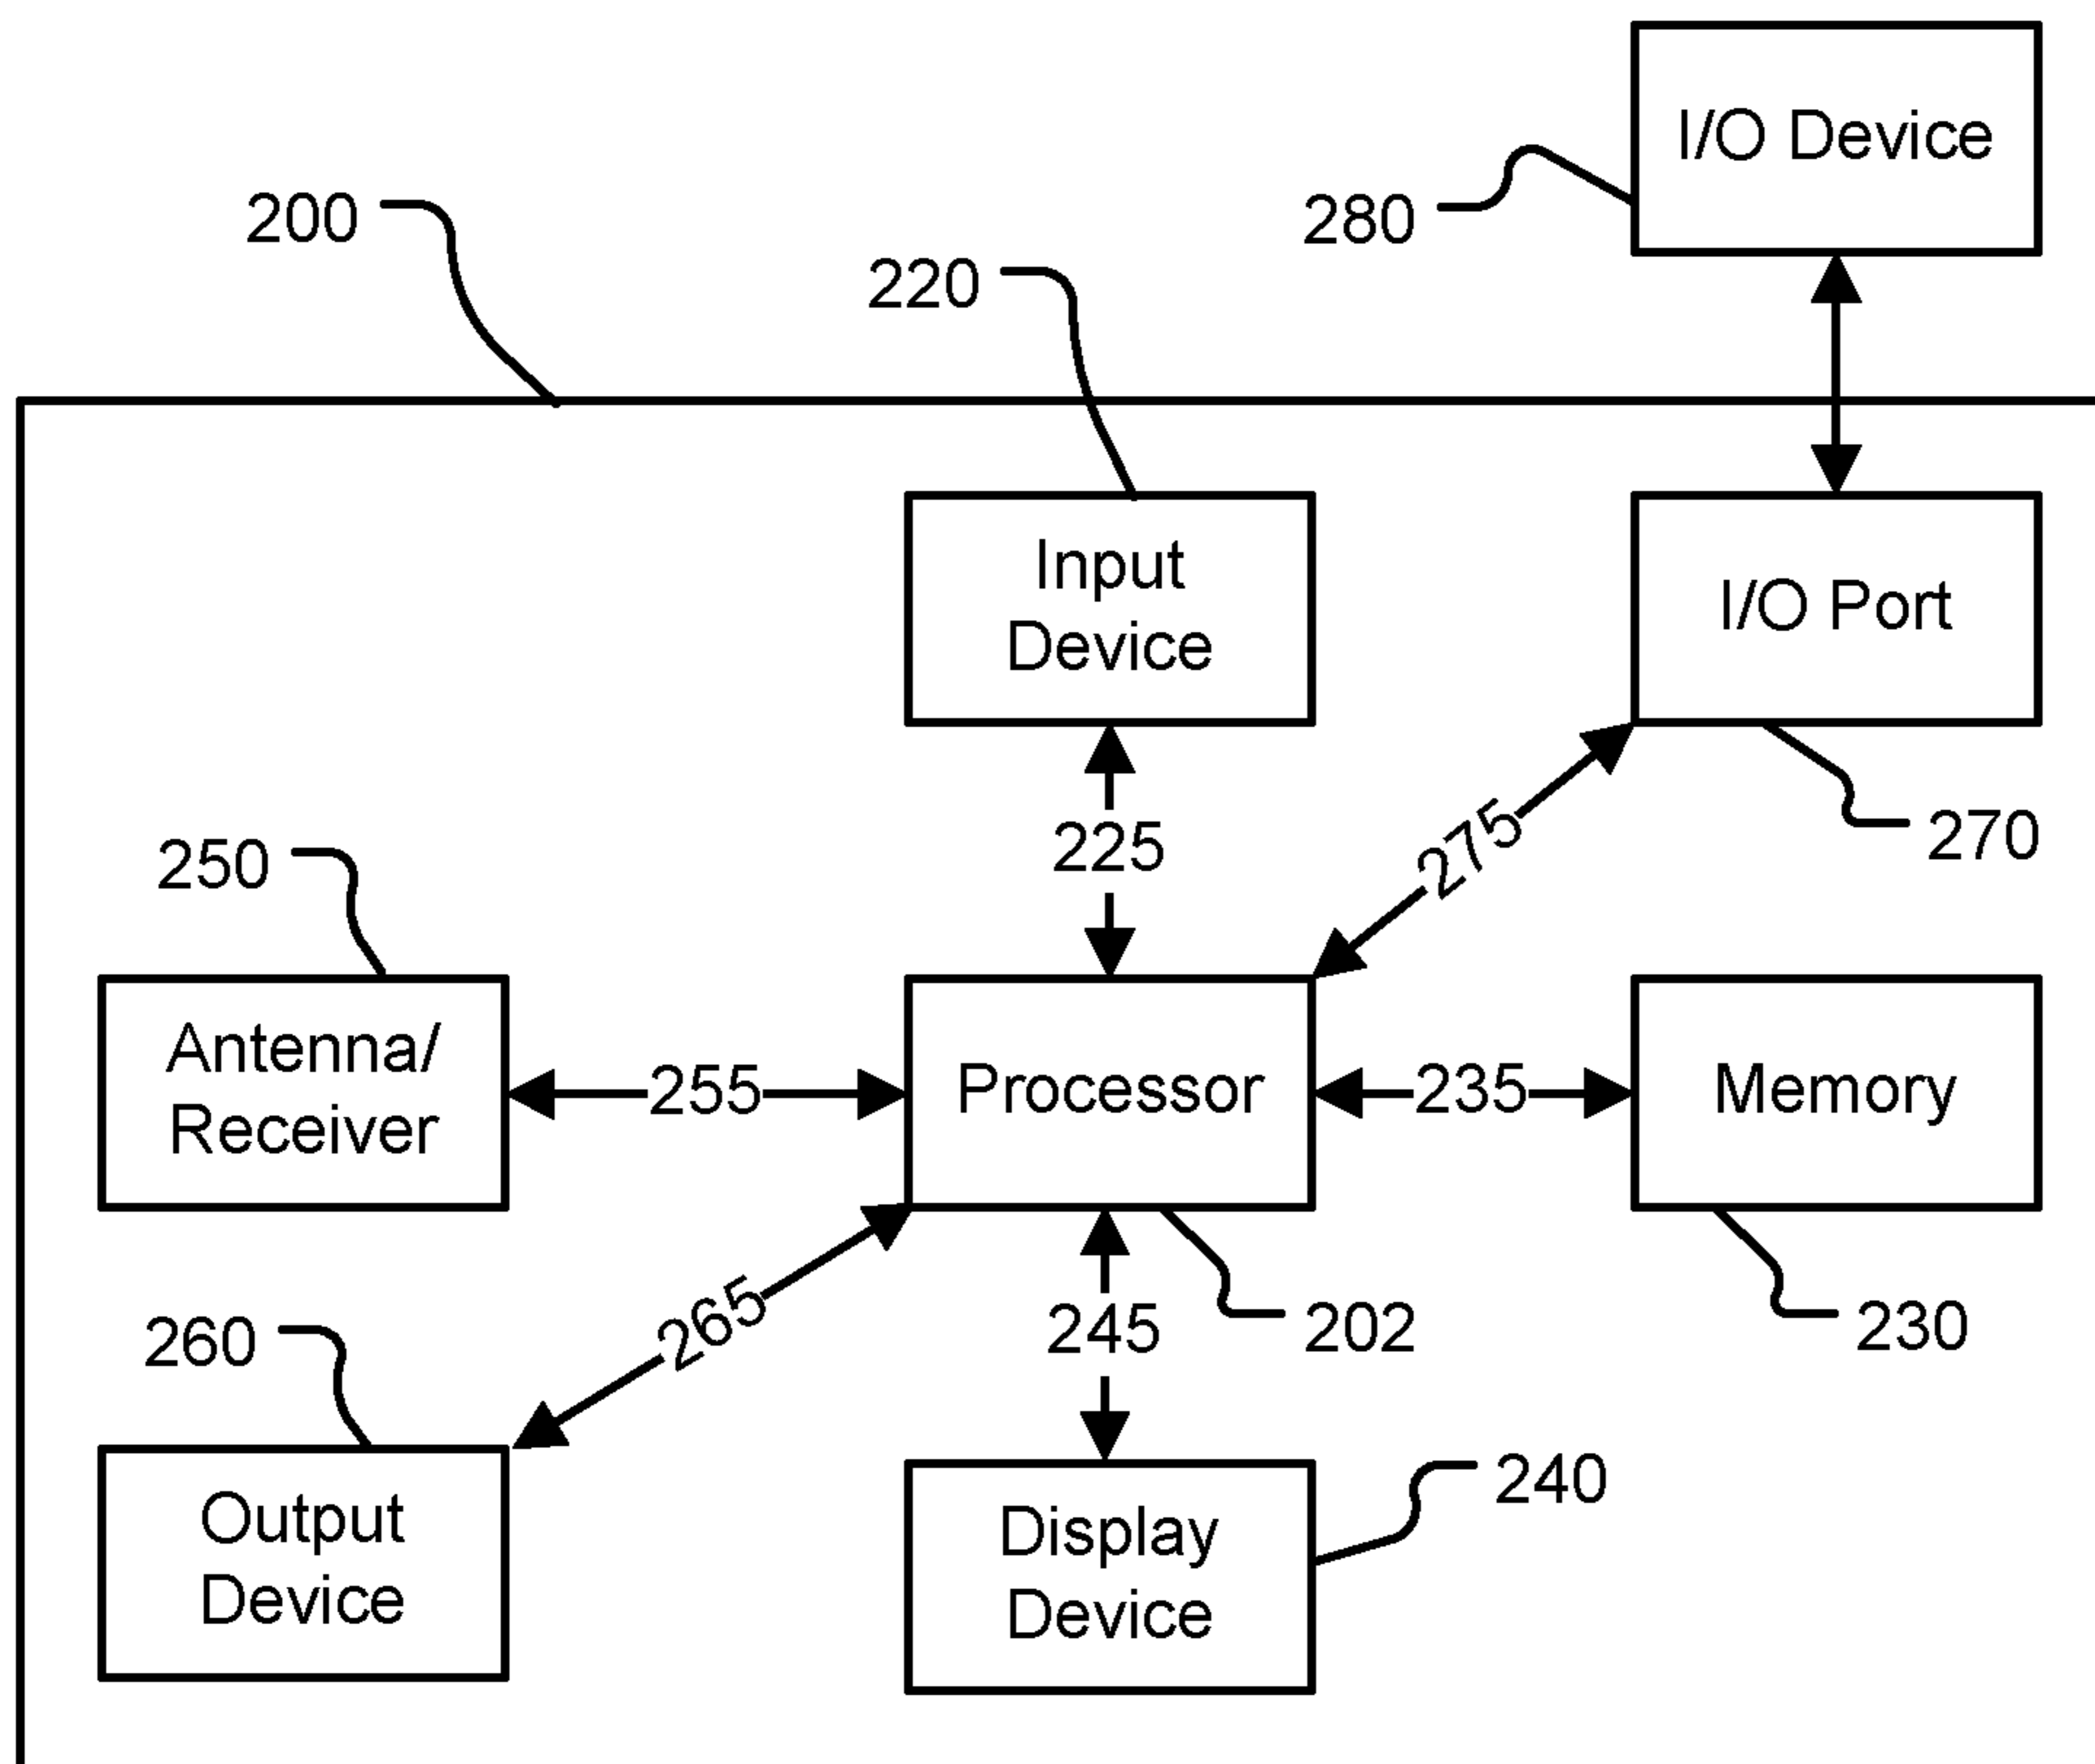 I/O Device
200
280
220
Input
Device
I/O Port
225
275
270
250
Antenna/
Receiver
255
Processor
235
Memory
265
245
202
230
260
240
Output
Device
Display
Device